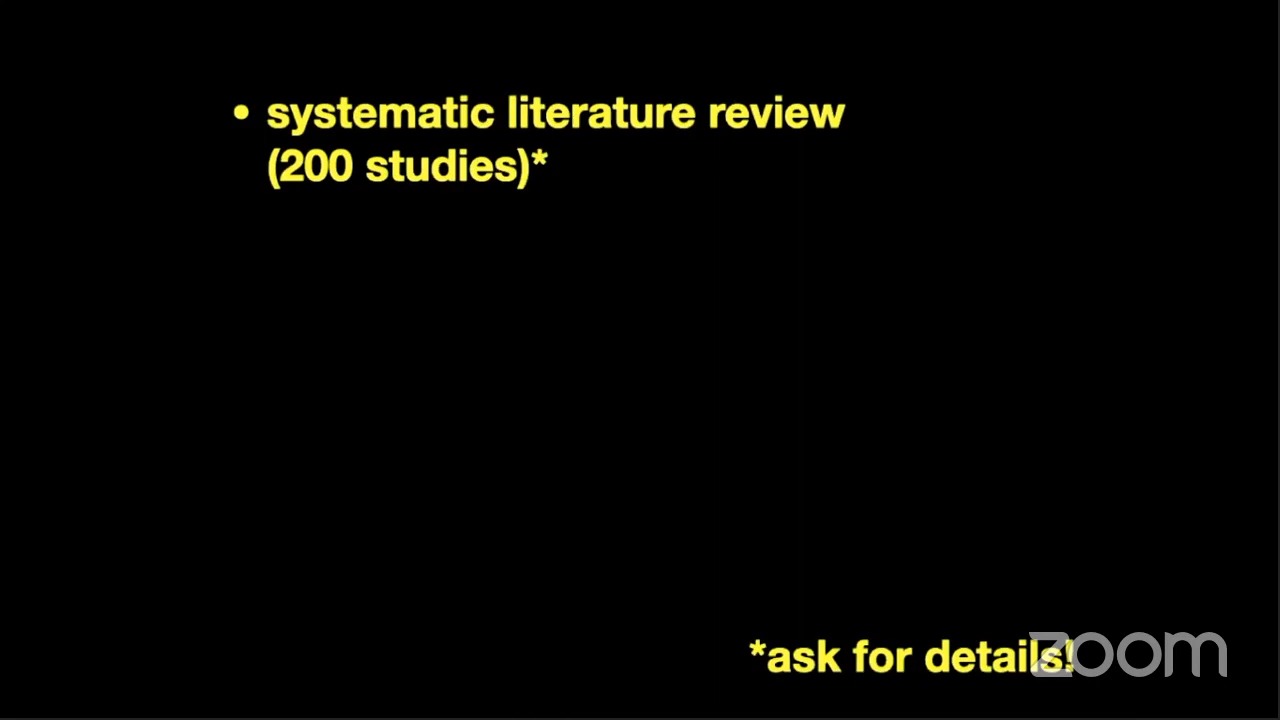 • systematic literature review
(200 studies)*
*ask for details!
zoom